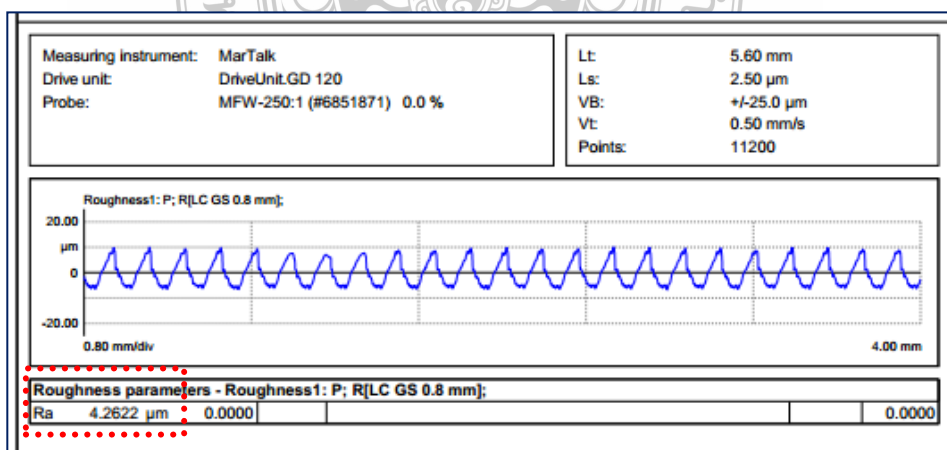 Measuring instrument: MarTalk
Drive unit: DriveUnit.GD 120
Probe: MFW-250:1 (#6851871) 0.0 %
Lt: 5.60 mm
Ls: 2.50 µm
VB: +/-25.0 µm
Vt: 0.50 mm/s
Points: 11200
Roughness1: P; R[LC GS 0.8 mm];
20.00
µm
0
-20.00
0.80 mm/div 4.00 mm
Roughness parameters - Roughness1: P; R[LC GS 0.8 mm];
Ra 4.2622 µm 0.0000 0.0000